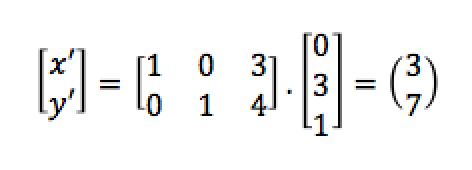 [x′ y′] = [1 0 3 0 1 4] . [0 3 1] = (3 7)